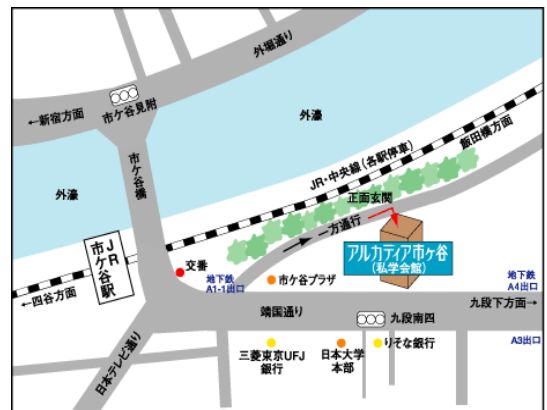 外堀通り
←新宿方面
市ケ谷見附
外濠
飯田橋方面
市ケ谷橋
JR・中央線（各駅停車）
外濠
正面玄関
一方通行
アルカディア市ヶ谷
（私学会館）
JR
市ケ谷駅
交番
地下鉄
A1-1出口
市ケ谷プラザ
地下鉄
A4出口
←四谷方面
九段下方面→
靖国通り
九段南四
A3出口
日本テレビ通り
三菱東京UFJ
銀行
日本大学
本部
りそな銀行